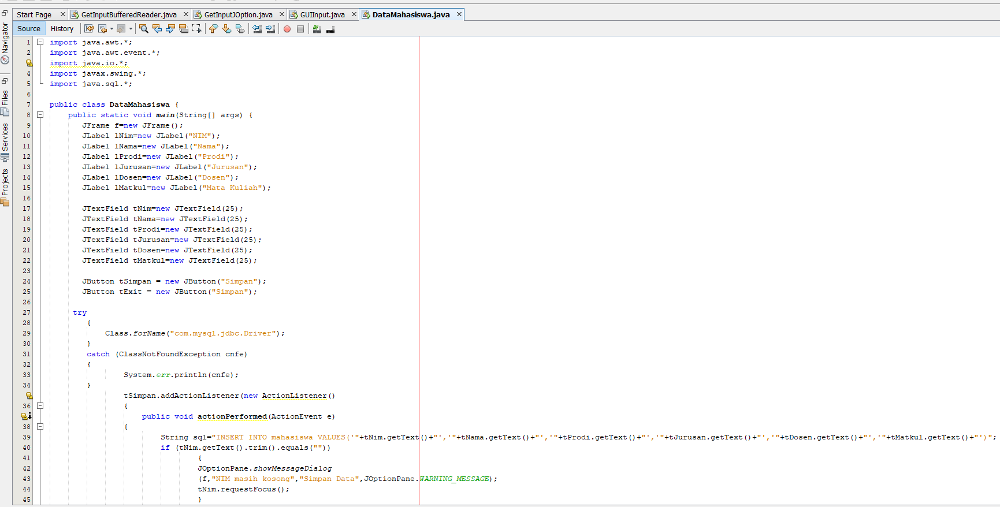 Start Page GetInputBufferedReader.java GetInputJOption.java GUIInput.java DataMahasiswa.java
Source History
Navigator
Files
Services
Projects
1 import java.awt.*;
2 import java.awt.event.*;
import java.io.*;
4 import javax.swing.*;
5 import java.sql.*;
6
7 public class DataMahasiswa {
8 public static void main(String[] args) {
9 JFrame f=new JFrame();
10 JLabel lNim=new JLabel("NIM");
11 JLabel lNama=new JLabel("Nama");
12 JLabel lProdi=new JLabel("Prodi");
13 JLabel lJurusan=new JLabel("Jurusan");
14 JLabel lDosen=new JLabel("Dosen");
15 JLabel lMatkul=new JLabel("Mata Kuliah");
16
17 JTextField tNim=new JTextField(25);
18 JTextField tNama=new JTextField(25);
19 JTextField tProdi=new JTextField(25);
20 JTextField tJurusan=new JTextField(25);
21 JTextField tDosen=new JTextField(25);
22 JTextField tMatkul=new JTextField(25);
23
24 JButton tSimpan = new JButton("Simpan");
25 JButton tExit = new JButton("Simpan");
26
27 try
28 {
29 Class.forName("com.mysql.jdbc.Driver");
30 }
31 catch (ClassNotFoundException cnfe)
32 {
33 System.err.println(cnfe);
34 }
tSimpan.addActionListener(new ActionListener()
36 {
public void actionPerformed(ActionEvent e)
38 {
39 String sql="INSERT INTO mahasiswa VALUES('"+tNim.getText()+"','"+tNama.getText()+"','"+tProdi.getText()+"','"+tJurusan.getText()+"','"+tDosen.getText()+"','"+tMatkul.getText()+"')";
40 if (tNim.getText().trim().equals(""))
41 {
42 JOptionPane.showMessageDialog
43 (f,"NIM masih kosong","Simpan Data",JOptionPane.WARNING_MESSAGE);
44 tNim.requestFocus();
45 }